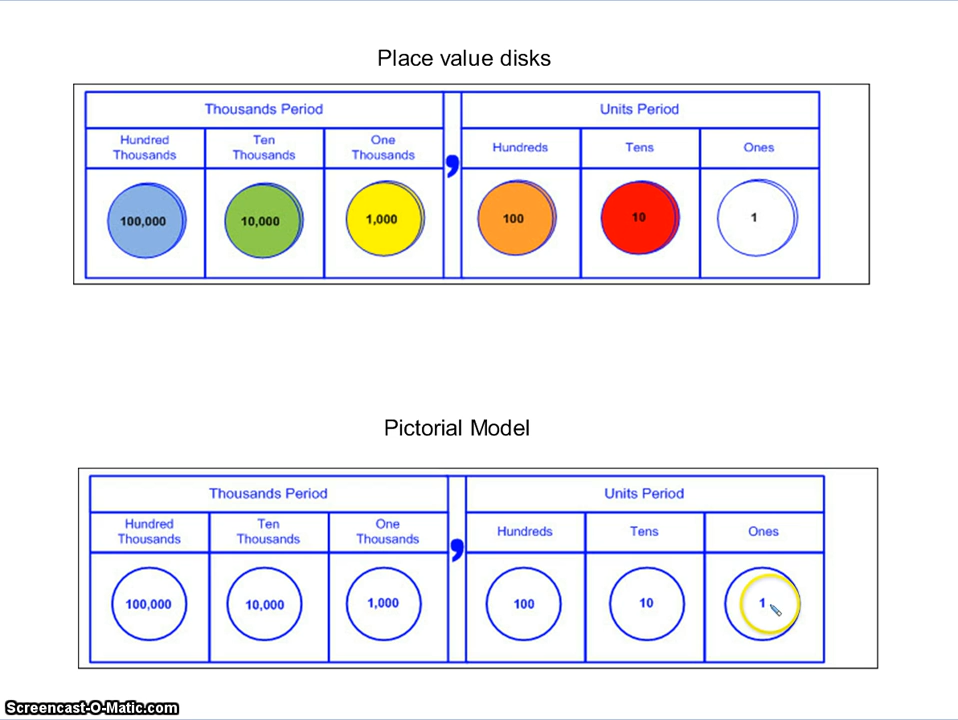 Place value disks
Thousands Period , Units Period
Hundred Thousands Ten Thousands One Thousands Hundreds Tens Ones
100,000 10,000 1,000 100 10 1
Pictorial Model
Thousands Period , Units Period
Hundred Thousands Ten Thousands One Thousands Hundreds Tens Ones
100,000 10,000 1,000 100 10 1
Screencast-O-Matic.com